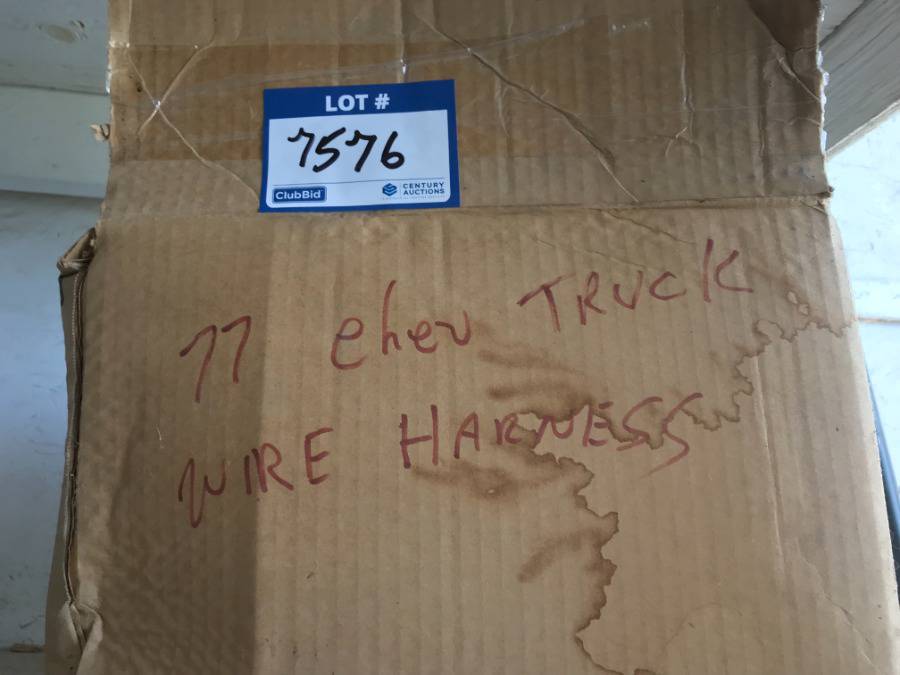 LOT #
7576
ClubBid
CENTURY
AUCTIONS
77 chev TRUCK
WIRE HARNESS